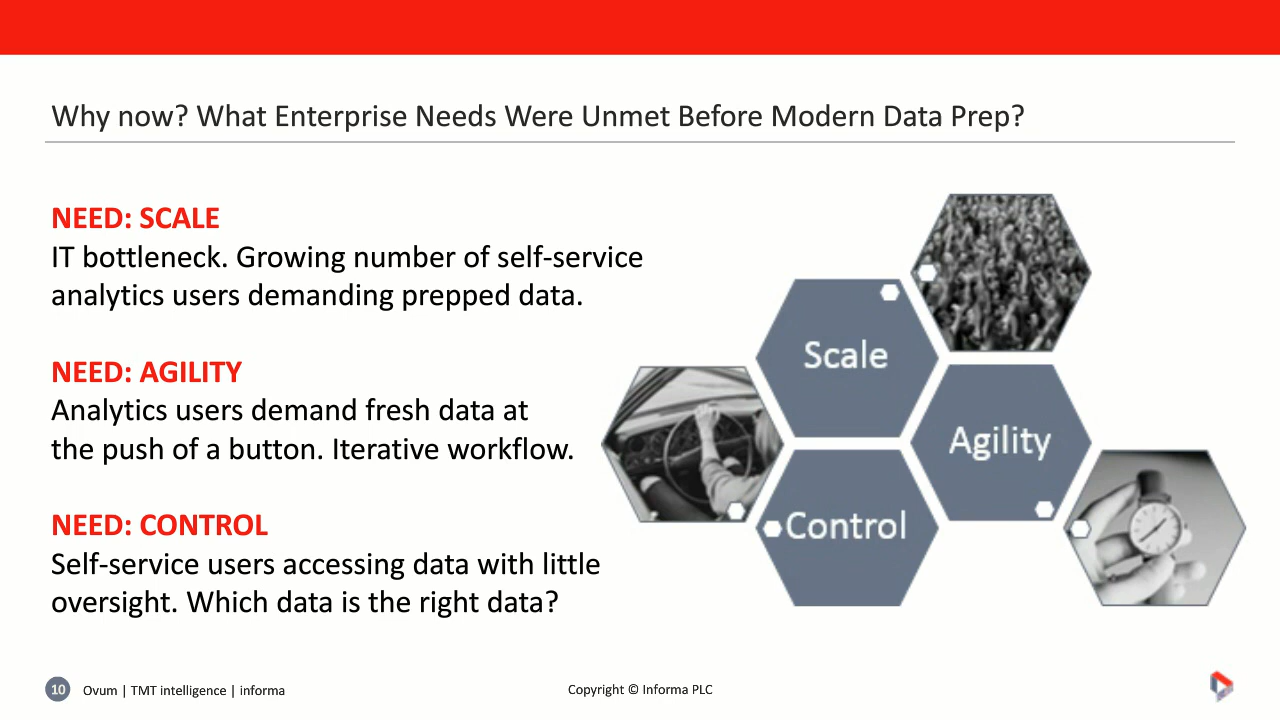 Why now? What Enterprise Needs Were Unmet Before Modern Data Prep?
NEED: SCALE
IT bottleneck. Growing number of self-service
analytics users demanding prepped data.
NEED: AGILITY
Analytics users demand fresh data at
the push of a button. Iterative workflow.
NEED: CONTROL
Self-service users accessing data with little
oversight. Which data is the right data?
Scale
Agility
Control
10
Ovum | TMT intelligence | informa
Copyright © Informa PLC